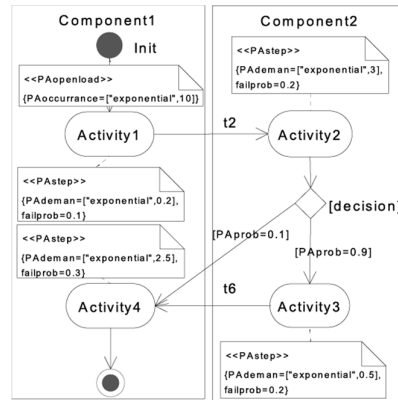 Component1
Component2
Init
<<PAopenload>>
{PAoccurrance=["exponential",10]}
<<PAstep>>
{PAdeman=["exponential",3],
failprob=0.2}
Activity1
t2
Activity2
<<PAstep>>
{PAdeman=["exponential",0.2],
failprob=0.1}
[decision]
<<PAstep>>
{PAdeman=["exponential",2.5],
failprob=0.3}
[PAprob=0.1]
[PAprob=0.9]
Activity4
t6
Activity3
<<PAstep>>
{PAdeman=["exponential",0.5],
failprob=0.2}